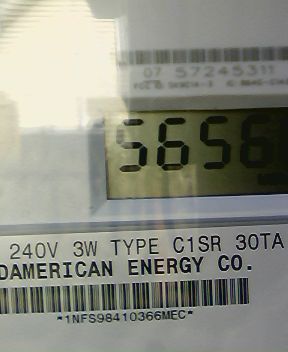 07 57245311
5656
240V 3W TYPE C1SR 30TA
DAMERICAN ENERGY CO.
*1NFS98410366MEC*